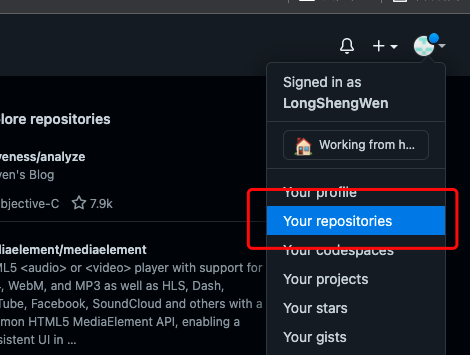 Signed in as
LongShengWen
Working from h...
Your profile
Your repositories
Your codespaces
Your projects
Your stars
Your gists
lore repositories
veness/analyze
ven's Blog
bjective-C 7.9k
diaelement/mediaelement
ML5 <audio> or <video> player with support for
4, WebM, and MP3 as well as HLS, Dash,
Tube, Facebook, SoundCloud and others with a
mon HTML5 MediaElement API, enabling a
sistent UI in ...